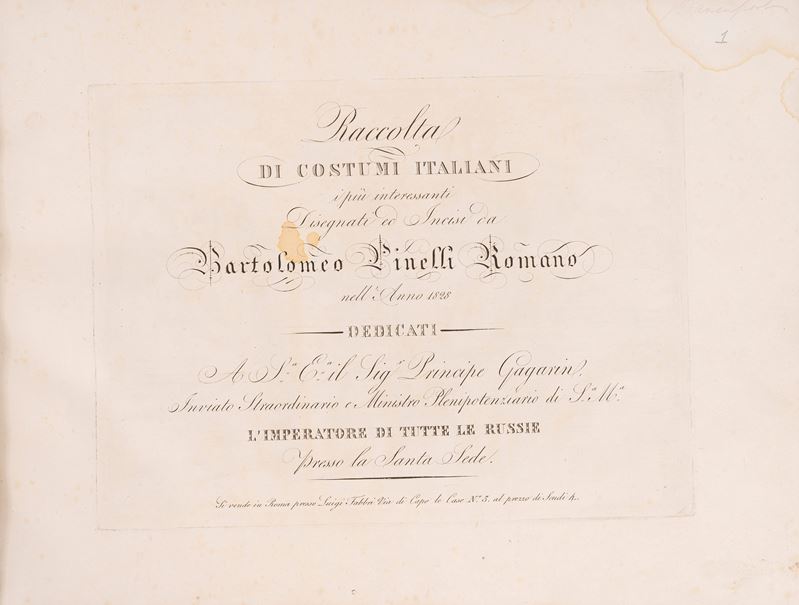 1
Raccolta
DI COSTUMI ITALIANI
i più interessanti
Disegnati ed Incisi da
Bartolomeo Pinelli Romano
nell'Anno 1828
DEDICATI
A S.a E.a il Sig.r Principe Gagarin.
Inviato Straordinario e Ministro Plenipotenziario di S.a M.a
L'IMPERATORE DI TUTTE LE RUSSIE
Presso la Santa Sede.
Si vende in Roma presso Luigi Fabbri Via di Capo le Case N.o 3. al prezzo di Scudi 4.